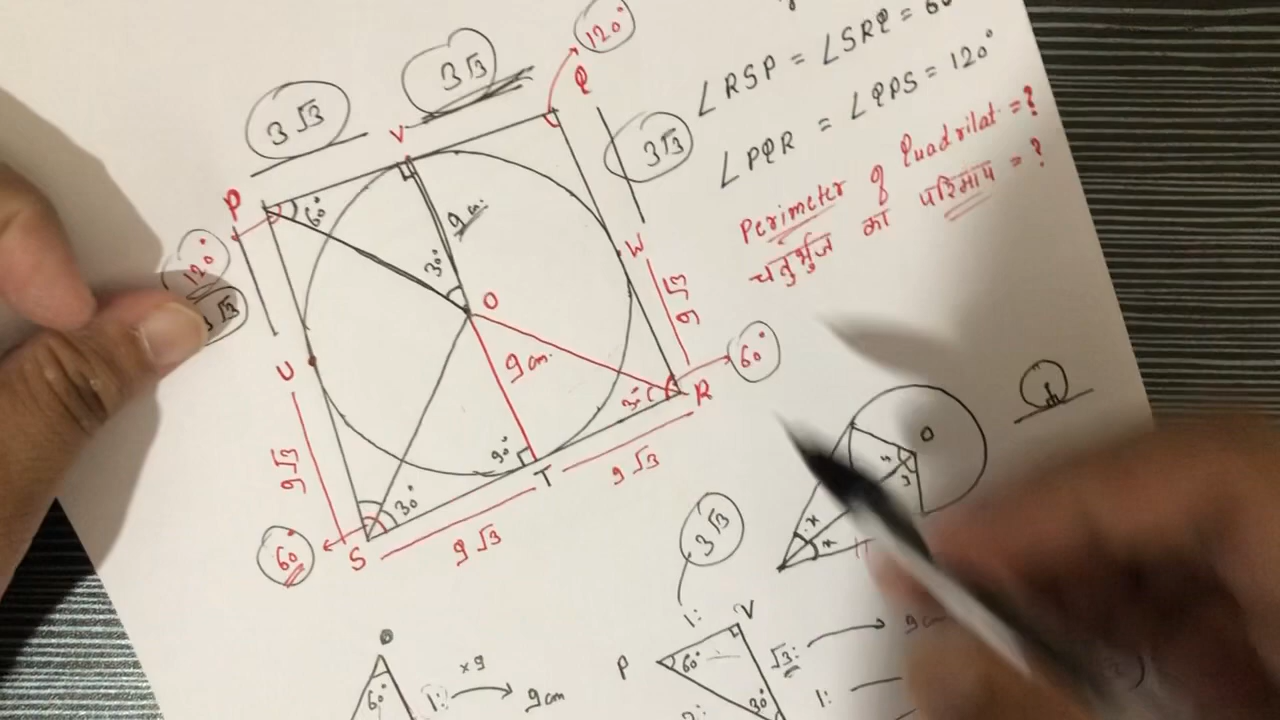 ∠RSP = ∠SRQ = 60
∠PQR = ∠QPS = 120°
Perimeter of Quadrilat. = ?
चतुर्भुज का परिमाप = ?
3√3
3√3
120°
Q
V
3√3
P
60°
120°
3√3
9 cm.
30°
O
W
9√3
U
9 cm.
60°
30°
R
9√3
90°
T
9√3
30°
60°
S
9√3
O
x
x
3√3
1:
V
P
60°
√3:
9 cm
30°
2:
1:
O
60°
1:
×9
9 cm